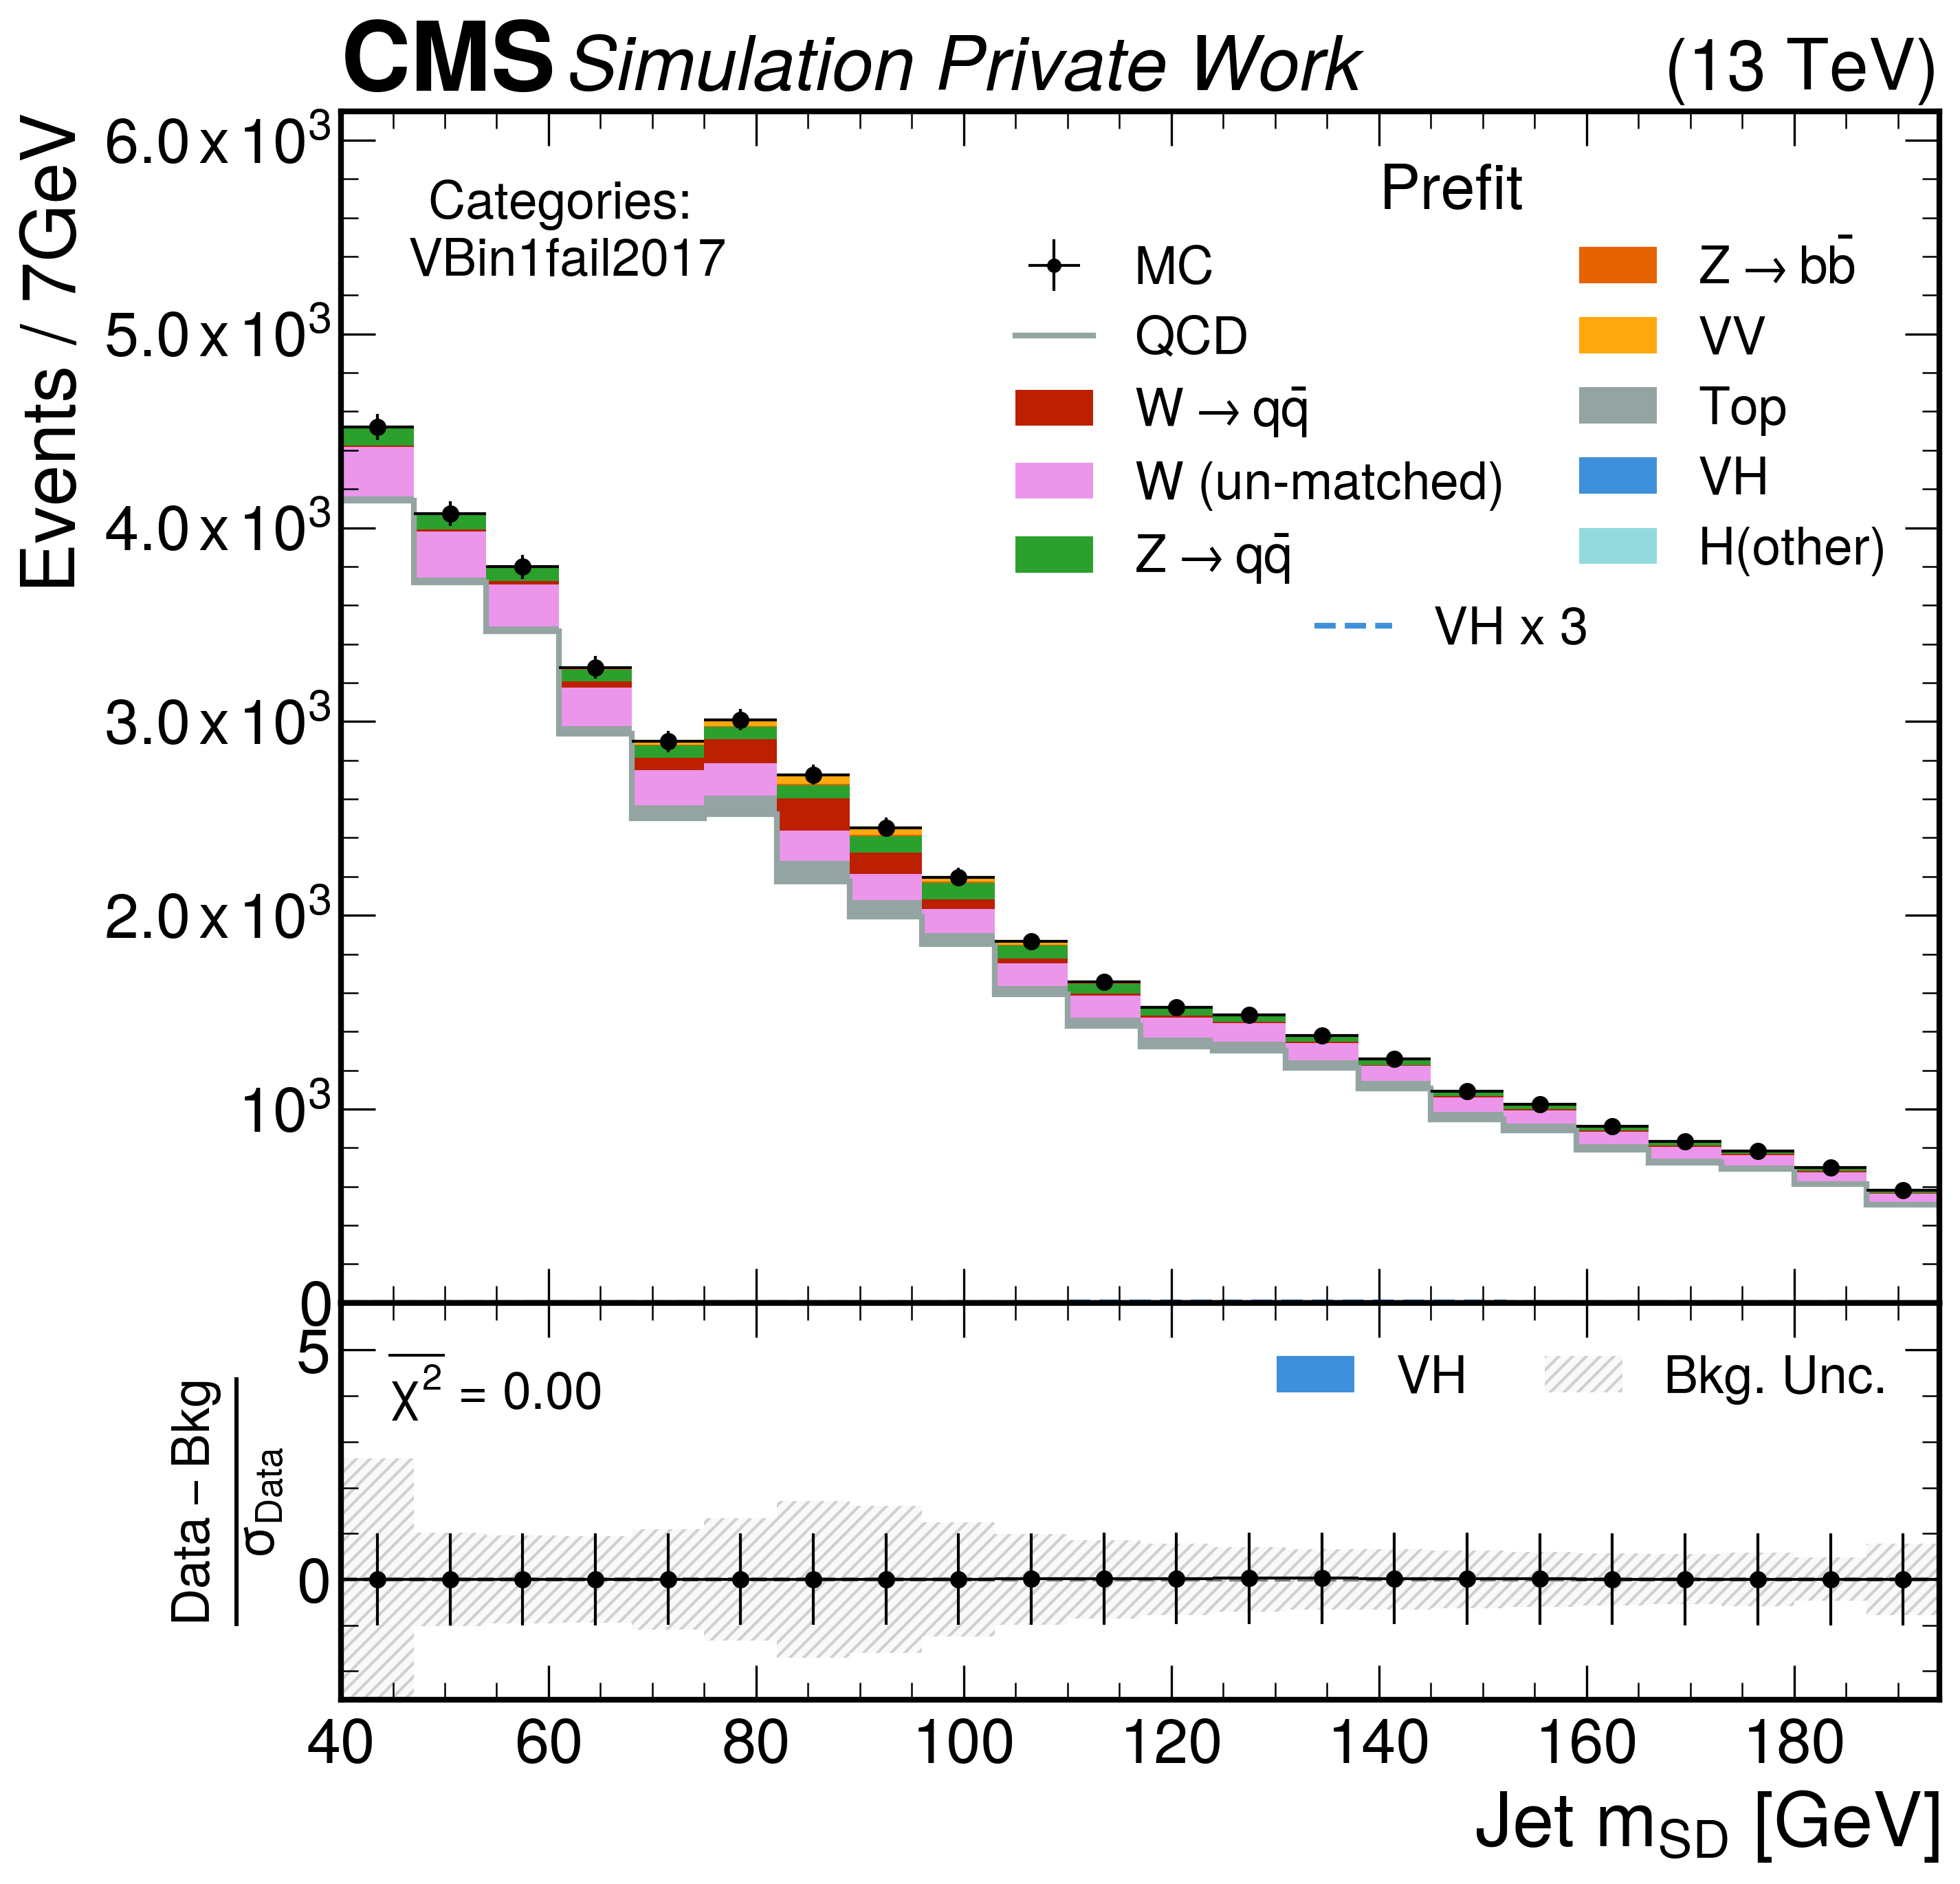 CMS Simulation Private Work (13 TeV)
Events / 7GeV
6.0 x 10³
5.0 x 10³
4.0 x 10³
3.0 x 10³
2.0 x 10³
10³
0
Categories:
VBin1fail2017
Prefit
MC
QCD
W → qq̄
W (un-matched)
Z → qq̄
Z → bb̄
VV
Top
VH
H(other)
VH x 3
Data − Bkg
σ_Data
5
0
χ² = 0.00
VH
Bkg. Unc.
40 60 80 100 120 140 160 180
Jet m_SD [GeV]